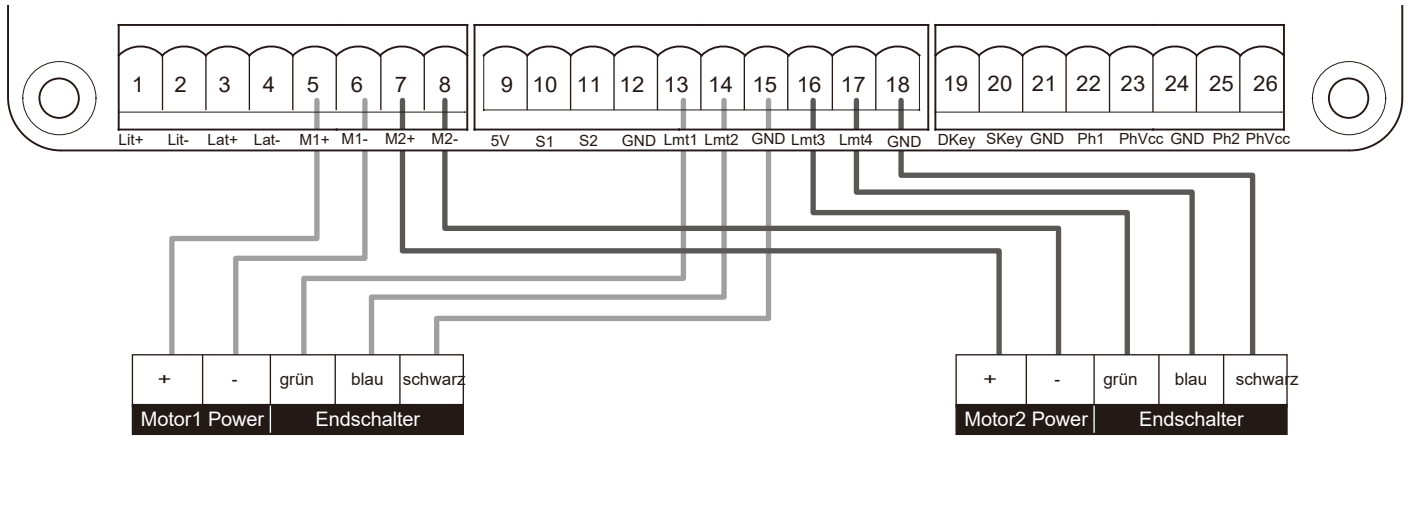 1 2 3 4 5 6 7 8 9 10 11 12 13 14 15 16 17 18 19 20 21 22 23 24 25 26
Lit+ Lit- Lat+ Lat- M1+ M1- M2+ M2- 5V S1 S2 GND Lmt1 Lmt2 GND Lmt3 Lmt4 GND DKey SKey GND Ph1 PhVcc GND Ph2 PhVcc
+ - grün blau schwarz + - grün blau schwarz
Motor1 Power Endschalter Motor2 Power Endschalter